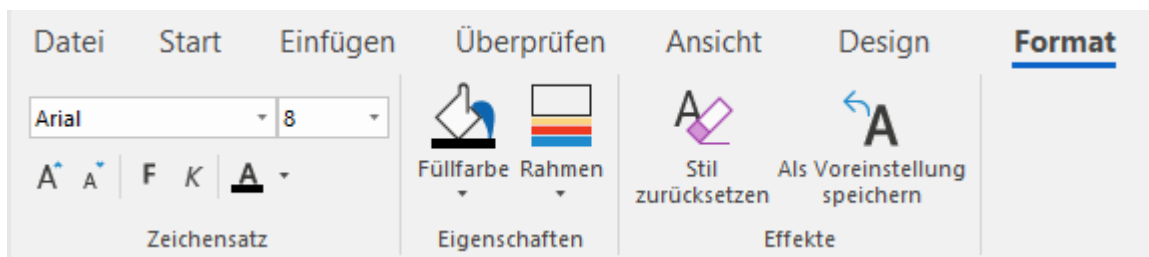 Datei Start Einfügen Überprüfen Ansicht Design Format
Arial 8
A A F K A
Füllfarbe Rahmen
Stil zurücksetzen
Als Voreinstellung speichern
Zeichensatz Eigenschaften Effekte